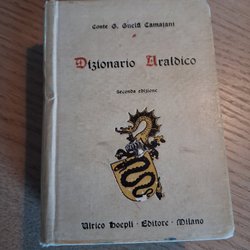 Conte G. Guelfi Camajani
Dizionario Araldico
Seconda edizione
Ulrico Hoepli - Editore - Milano